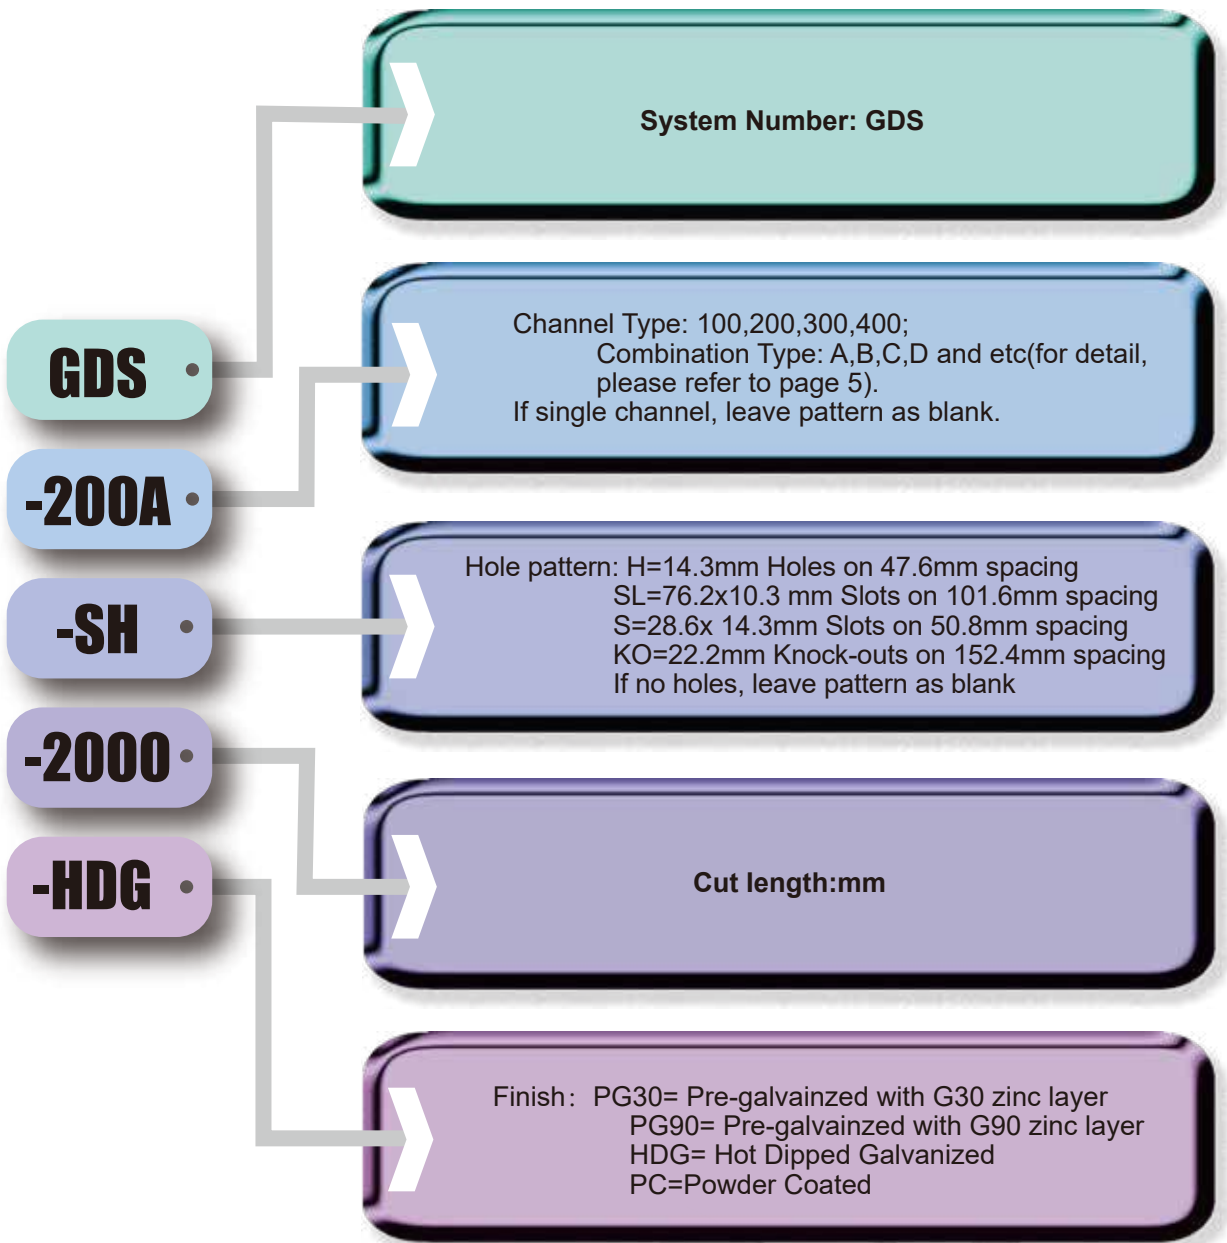 System Number: GDS
Channel Type: 100,200,300,400;
Combination Type: A,B,C,D and etc(for detail,
please refer to page 5).
If single channel, leave pattern as blank.
GDS
-200A
Hole pattern: H=14.3mm Holes on 47.6mm spacing
SL=76.2x10.3 mm Slots on 101.6mm spacing
S=28.6x 14.3mm Slots on 50.8mm spacing
KO=22.2mm Knock-outs on 152.4mm spacing
If no holes, leave pattern as blank
-SH
-2000
Cut length:mm
-HDG
Finish: PG30= Pre-galvainzed with G30 zinc layer
PG90= Pre-galvainzed with G90 zinc layer
HDG= Hot Dipped Galvanized
PC=Powder Coated